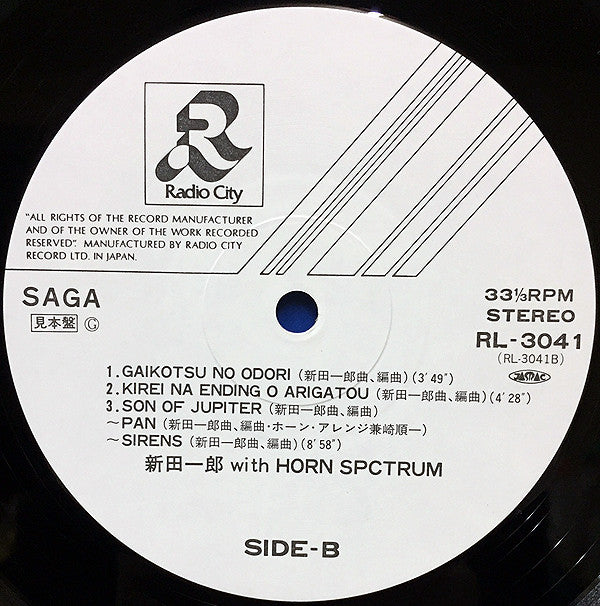 R
Radio City
"ALL RIGHTS OF THE RECORD MANUFACTURER
AND OF THE OWNER OF THE WORK RECORDED
RESERVED". MANUFACTURED BY RADIO CITY
RECORD LTD. IN JAPAN.
SAGA
見本盤 Ⓖ
33⅓RPM
STEREO
RL-3041
(RL-3041B)
JASRAC
1.GAIKOTSU NO ODORI (新田一郎曲、編曲) (3'49")
2.KIREI NA ENDING O ARIGATOU (新田一郎曲、編曲) (4'28")
3.SON OF JUPITER (新田一郎曲、編曲)
~PAN (新田一郎曲、編曲・ホーン・アレンジ兼崎順一)
~SIRENS (新田一郎曲、編曲) (8'58")
新田一郎 with HORN SPCTRUM
SIDE-B